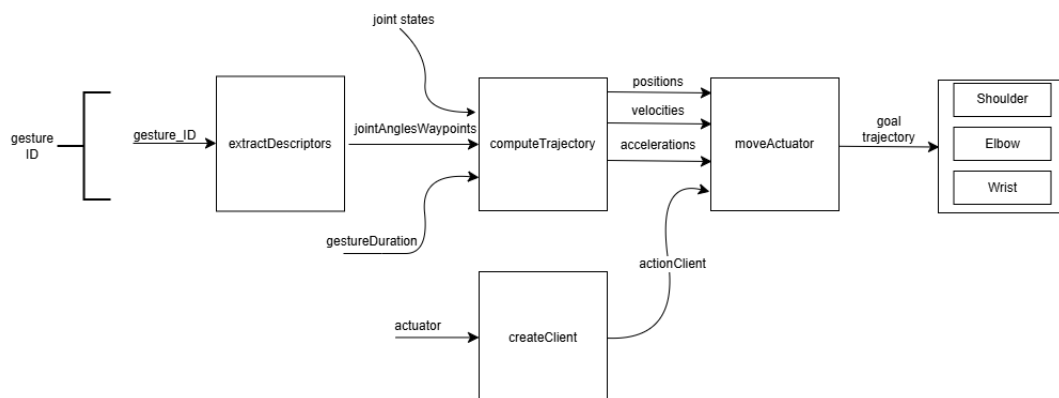 joint states
positions
Shoulder
velocities
gesture
ID
gesture_ID
extractDescriptors
jointAnglesWaypoints
computeTrajectory
accelerations
moveActuator
goal
trajectory
Elbow
Wrist
gestureDuration
actionClient
actuator
createClient